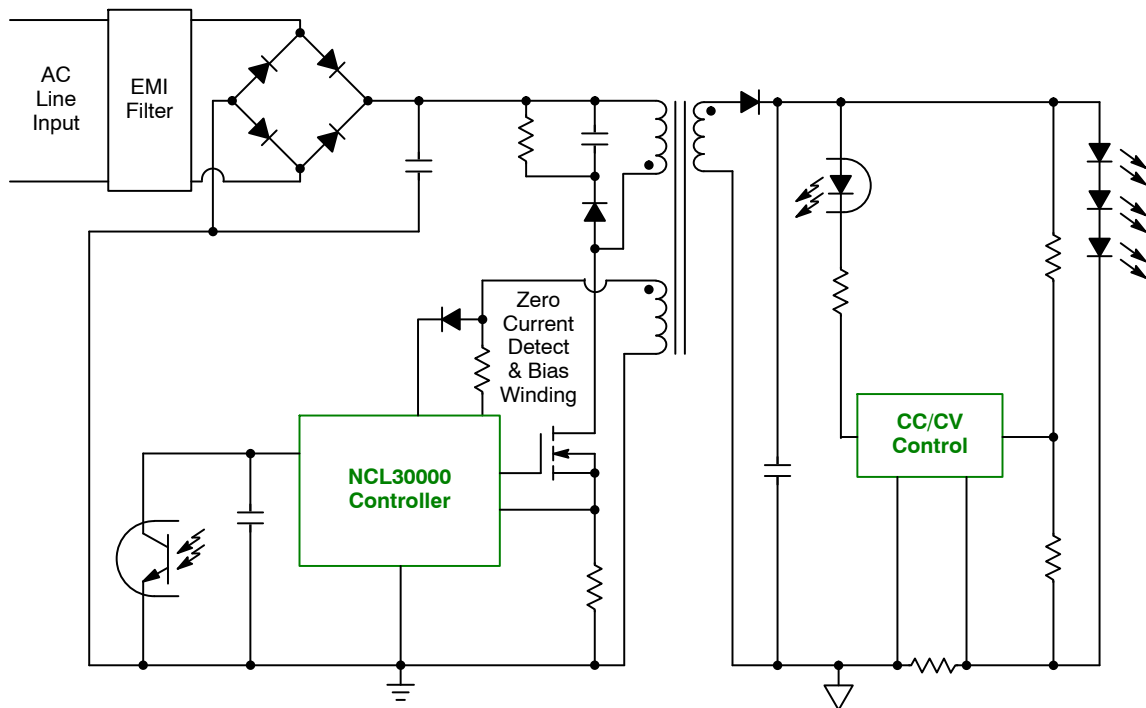 AC
Line
Input
EMI
Filter
Zero
Current
Detect
& Bias
Winding
NCL30000
Controller
CC/CV
Control